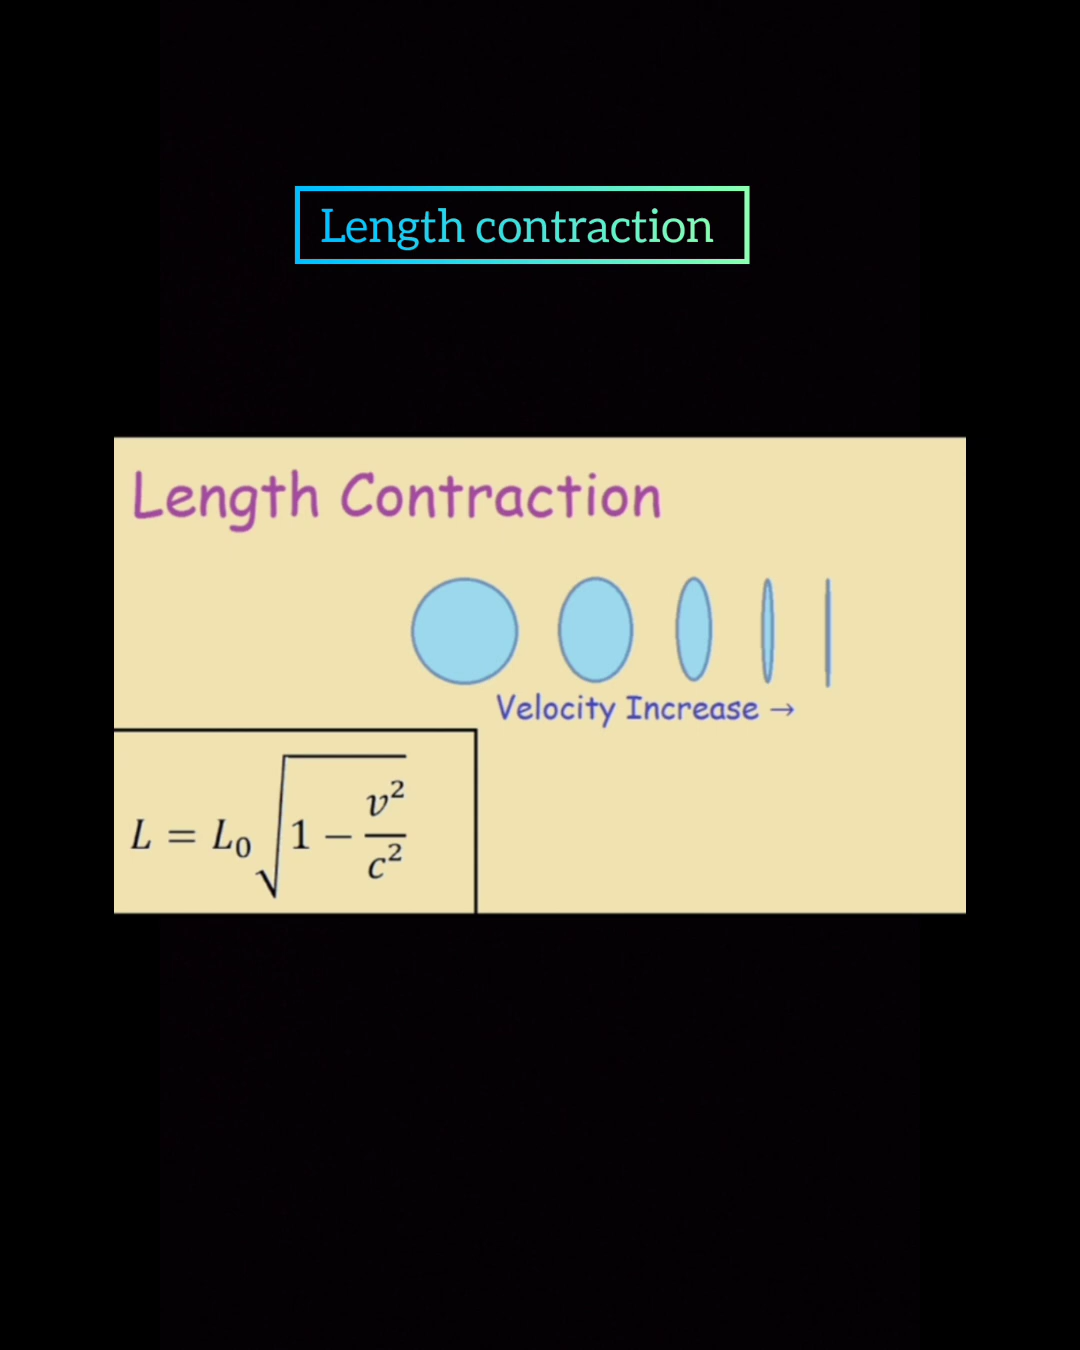 Length contraction
Length Contraction
Velocity Increase →
L = L₀√(1 − v²/c²)